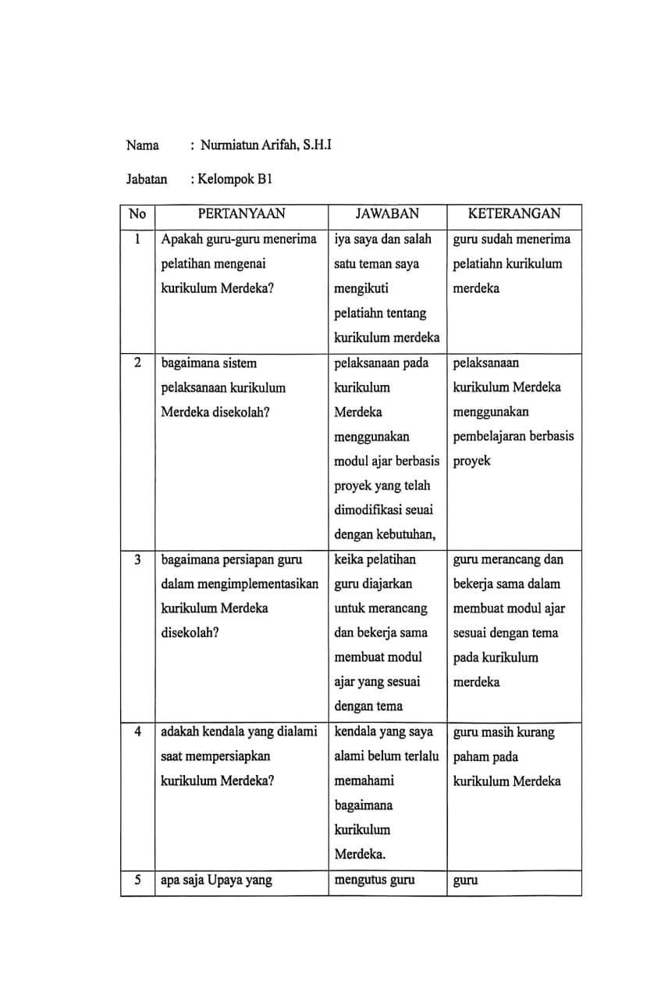 Nama : Nurmiatun Arifah, S.H.I
Jabatan : Kelompok B1
No PERTANYAAN JAWABAN KETERANGAN
1 Apakah guru-guru menerima iya saya dan salah guru sudah menerima
pelatihan mengenai satu teman saya pelatiahn kurikulum
kurikulum Merdeka? mengikuti merdeka
pelatiahn tentang
kurikulum merdeka
2 bagaimana sistem pelaksanaan pada pelaksanaan
pelaksanaan kurikulum kurikulum kurikulum Merdeka
Merdeka disekolah? Merdeka menggunakan
menggunakan pembelajaran berbasis
modul ajar berbasis proyek
proyek yang telah
dimodifikasi seuai
dengan kebutuhan,
3 bagaimana persiapan guru keika pelatihan guru merancang dan
dalam mengimplementasikan guru diajarkan bekerja sama dalam
kurikulum Merdeka untuk merancang membuat modul ajar
disekolah? dan bekerja sama sesuai dengan tema
membuat modul pada kurikulum
ajar yang sesuai merdeka
dengan tema
4 adakah kendala yang dialami kendala yang saya guru masih kurang
saat mempersiapkan alami belum terlalu paham pada
kurikulum Merdeka? memahami kurikulum Merdeka
bagaimana
kurikulum
Merdeka.
5 apa saja Upaya yang mengutus guru guru